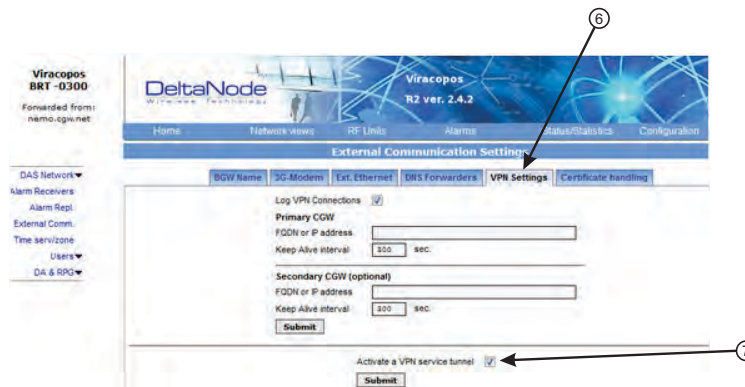 6
Viracopos
BRT -0300
Forwarded from:
nemo.cgw.net
DeltaNode
Wireless Technology
Viracopos
R2 ver. 2.4.2
Home Network views RF Units Alarms Status/Statistics Configuration
External Communication Settings
DAS Network
Alarm Receivers
Alarm Repl.
External Comm.
Time serv/zone
Users
DA & RPG
BGW Name 3G-Modem Ext. Ethernet DNS Forwarders VPN Settings Certificate handling
Log VPN Connections
Primary CGW
FQDN or IP address
Keep Alive interval 300 sec.
Secondary CGW (optional)
FQDN or IP address
Keep Alive interval 300 sec.
Submit
Activate a VPN service tunnel
7
Submit